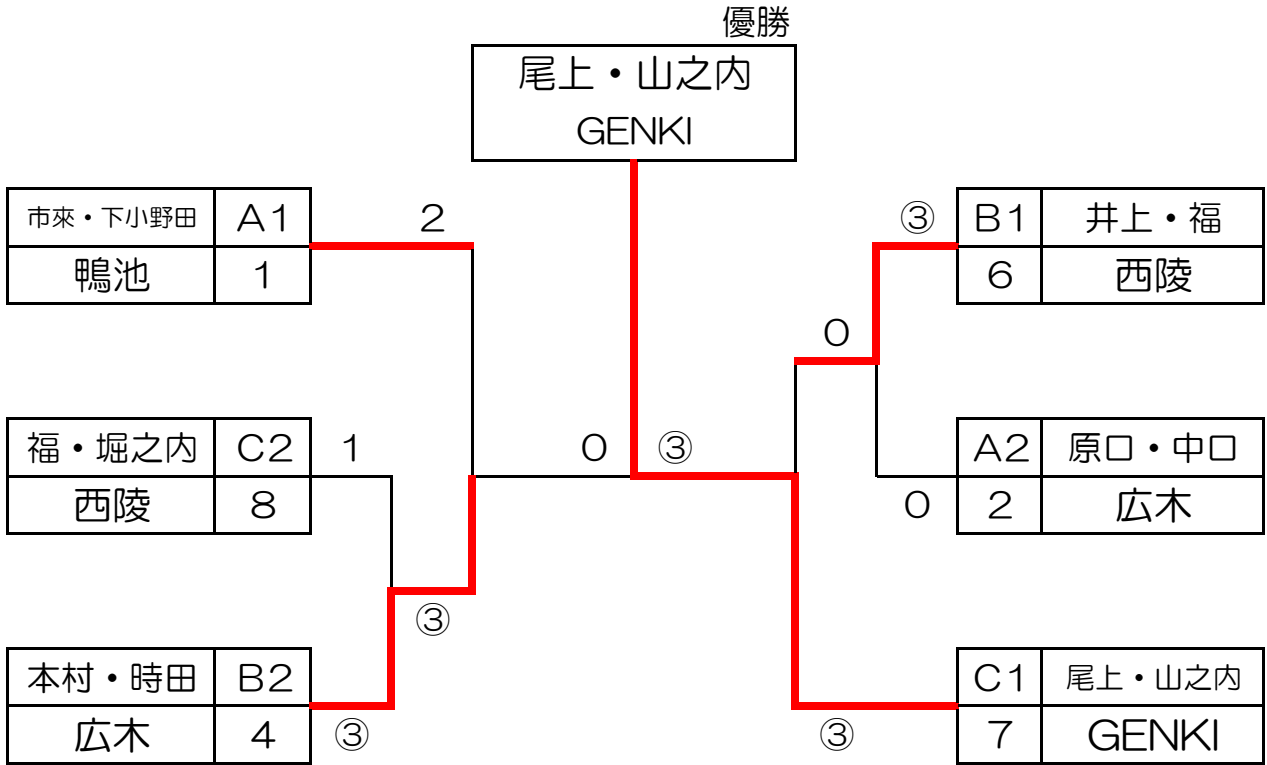 優勝
尾上・山之内
GENKI
市來・下小野田 A1
鴨池 1
2
③
B1 井上・福
6 西陵
0
福・堀之内 C2
西陵 8
1
0
③
A2 原口・中口
2 広木
0
③
本村・時田 B2
広木 4
③
③
C1 尾上・山之内
7 GENKI